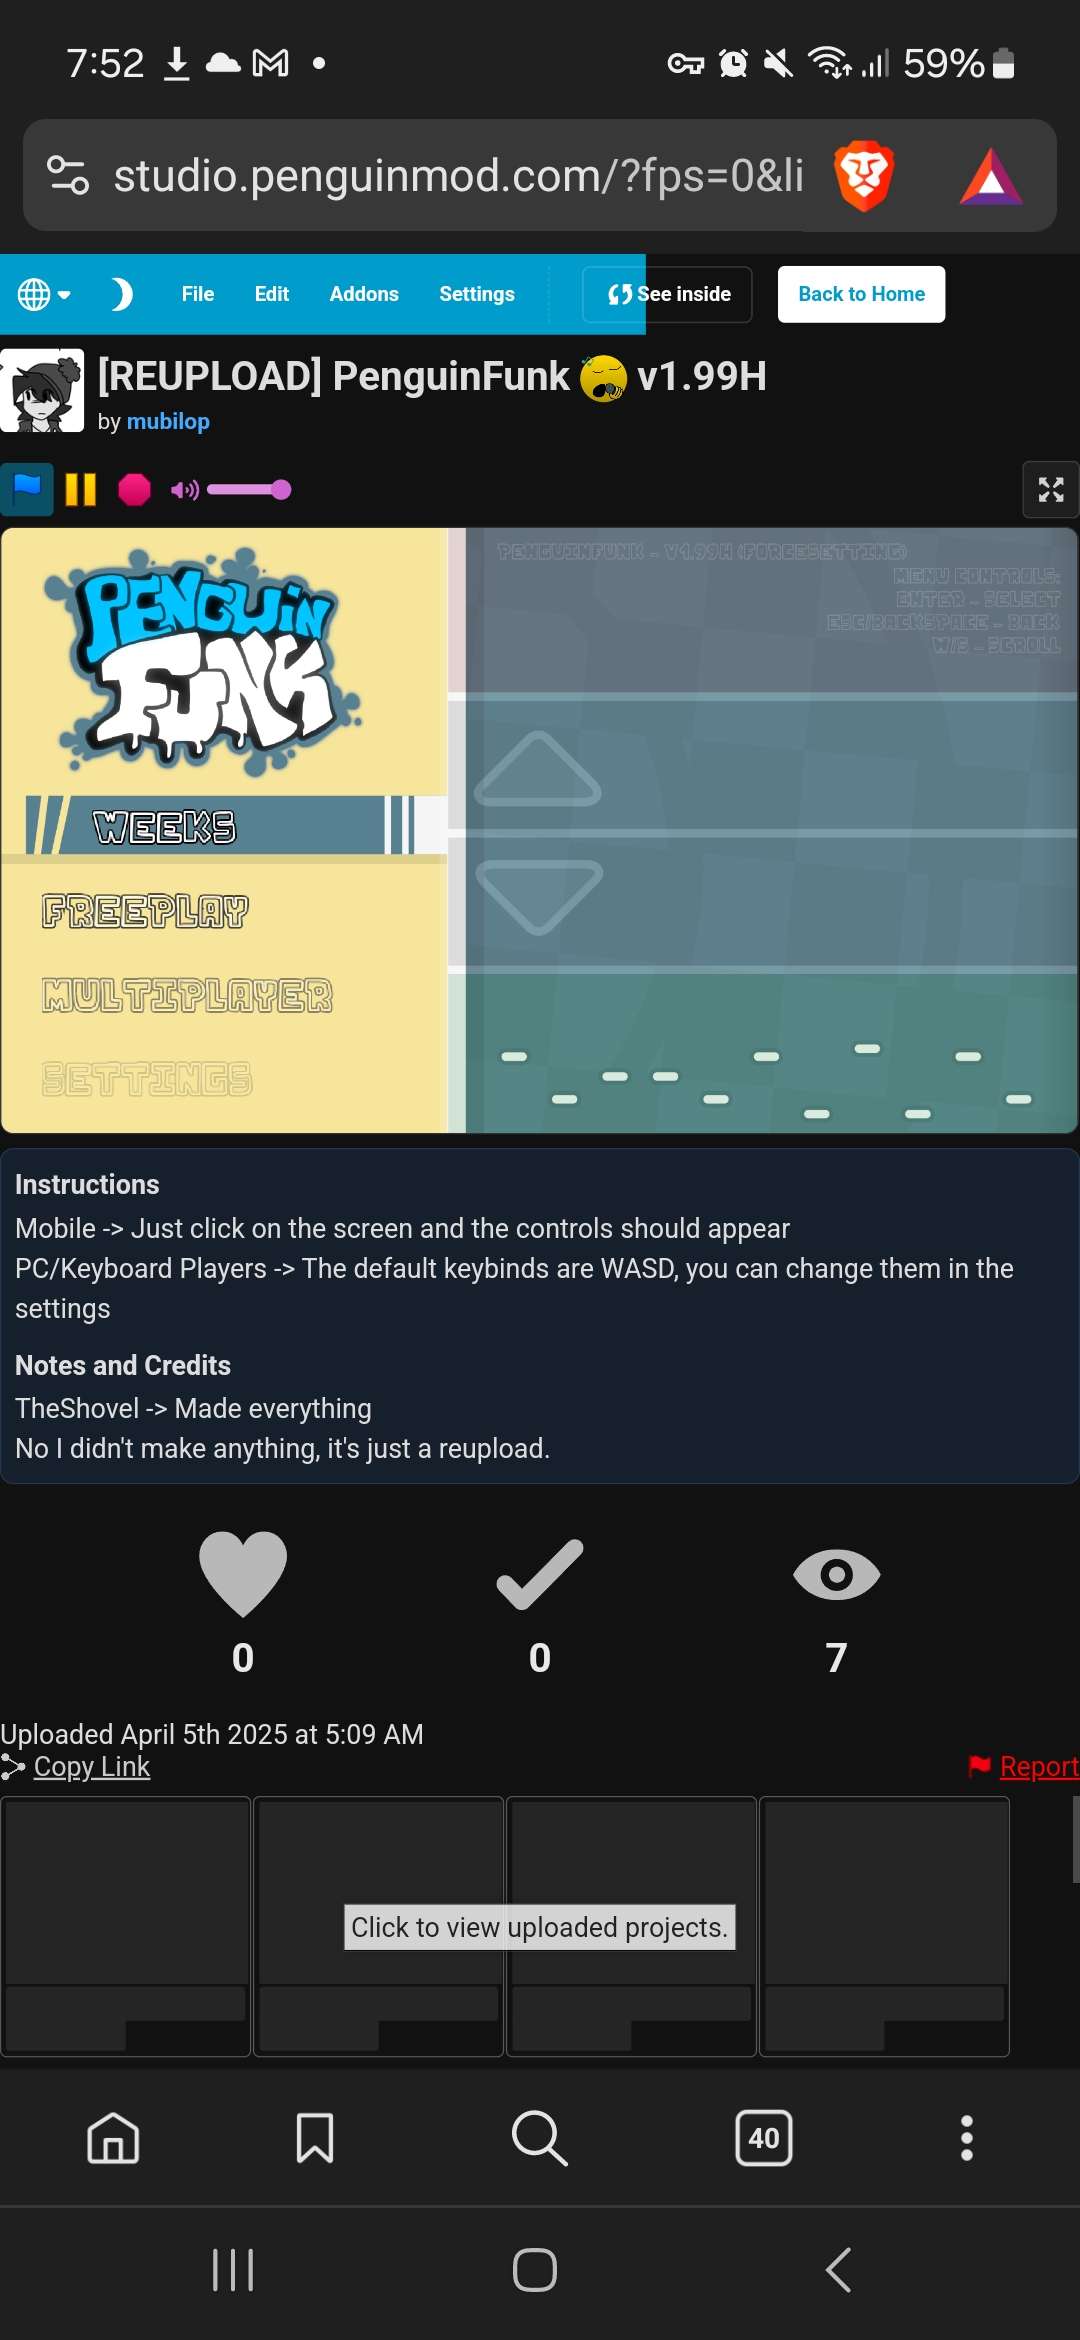 7:52
59%
studio.penguinmod.com/?fps=0&li
File Edit Addons Settings See inside Back to Home
[REUPLOAD] PenguinFunk v1.99H
by mubilop
PENGUINFUNK - V1.99H (FORCESETTING)
MENU CONTROLS:
ENTER - SELECT
ESC/BACKSPACE - BACK
W/S - SCROLL
PENGUIN
FUNK
WEEKS
FREEPLAY
MULTIPLAYER
SETTINGS
Instructions
Mobile -> Just click on the screen and the controls should appear
PC/Keyboard Players -> The default keybinds are WASD, you can change them in the
settings
Notes and Credits
TheShovel -> Made everything
No I didn't make anything, it's just a reupload.
0 0 7
Uploaded April 5th 2025 at 5:09 AM
Copy Link Report
Click to view uploaded projects.
40